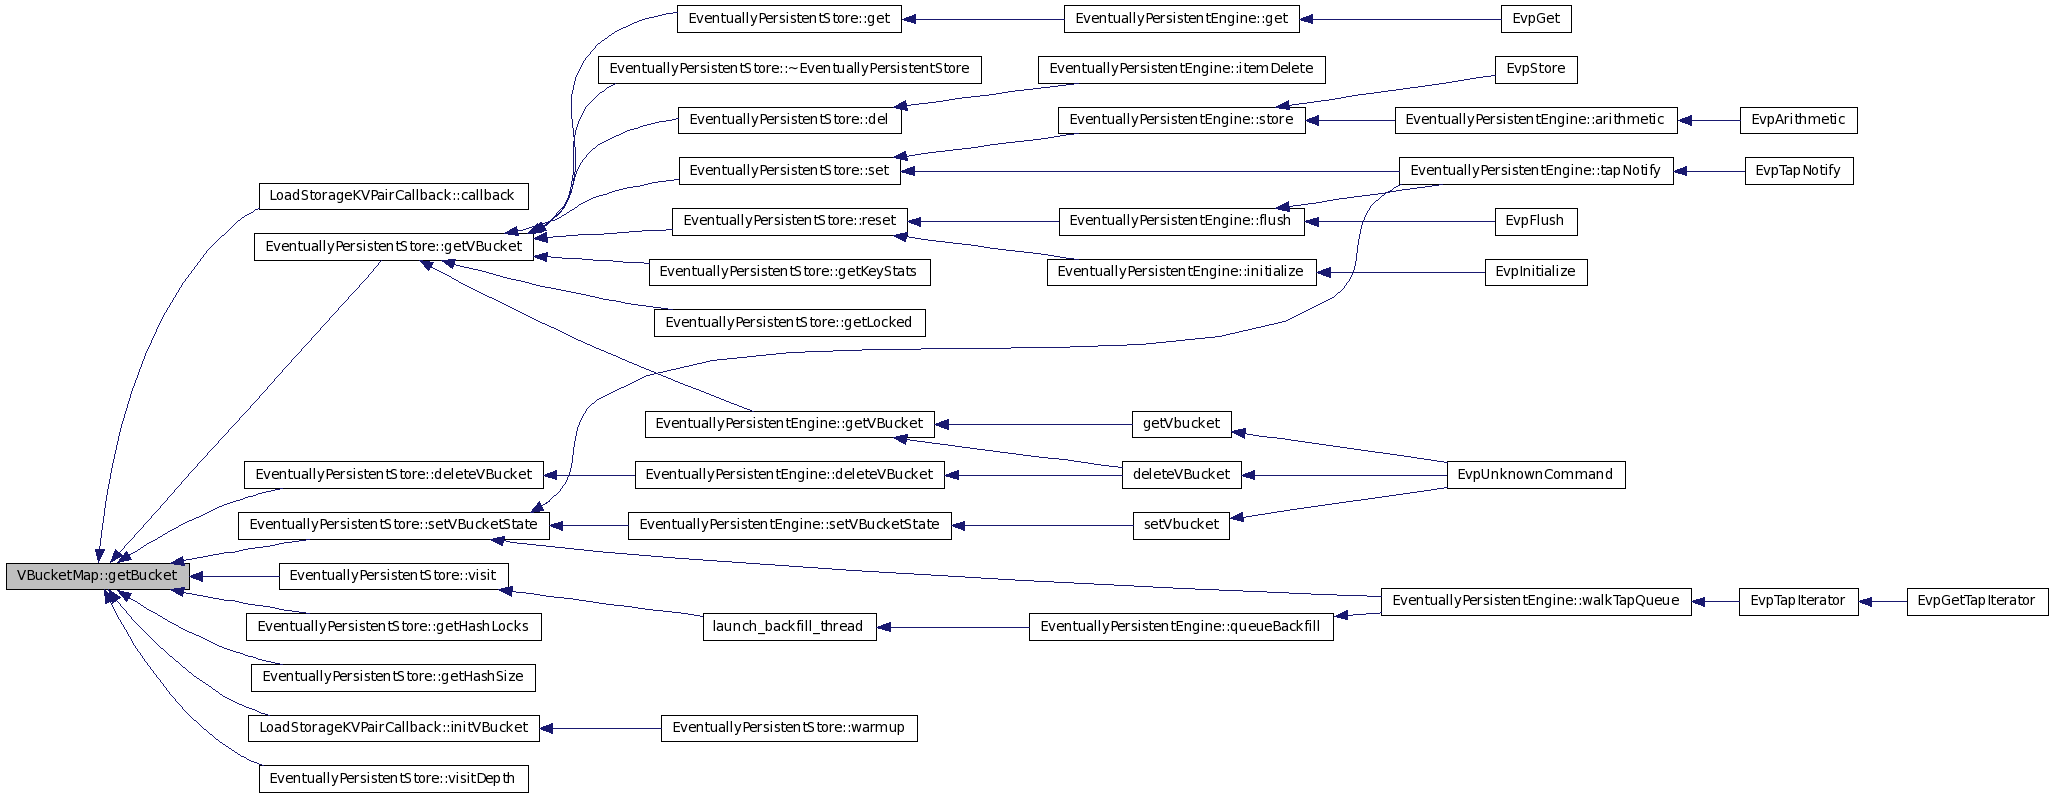 EventuallyPersistentStore::get
EventuallyPersistentEngine::get
EvpGet
EventuallyPersistentStore::~EventuallyPersistentStore
EventuallyPersistentEngine::itemDelete
EvpStore
EventuallyPersistentStore::del
EventuallyPersistentEngine::store
EventuallyPersistentEngine::arithmetic
EvpArithmetic
EventuallyPersistentStore::set
EventuallyPersistentEngine::tapNotify
EvpTapNotify
LoadStorageKVPairCallback::callback
EventuallyPersistentStore::reset
EventuallyPersistentEngine::flush
EvpFlush
EventuallyPersistentStore::getVBucket
EventuallyPersistentStore::getKeyStats
EventuallyPersistentEngine::initialize
EvpInitialize
EventuallyPersistentStore::getLocked
EventuallyPersistentEngine::getVBucket
getVbucket
EventuallyPersistentStore::deleteVBucket
EventuallyPersistentEngine::deleteVBucket
deleteVBucket
EvpUnknownCommand
EventuallyPersistentStore::setVBucketState
EventuallyPersistentEngine::setVBucketState
setVbucket
VBucketMap::getBucket
EventuallyPersistentStore::visit
EventuallyPersistentEngine::walkTapQueue
EvpTapIterator
EvpGetTapIterator
EventuallyPersistentStore::getHashLocks
launch_backfill_thread
EventuallyPersistentEngine::queueBackfill
EventuallyPersistentStore::getHashSize
LoadStorageKVPairCallback::initVBucket
EventuallyPersistentStore::warmup
EventuallyPersistentStore::visitDepth